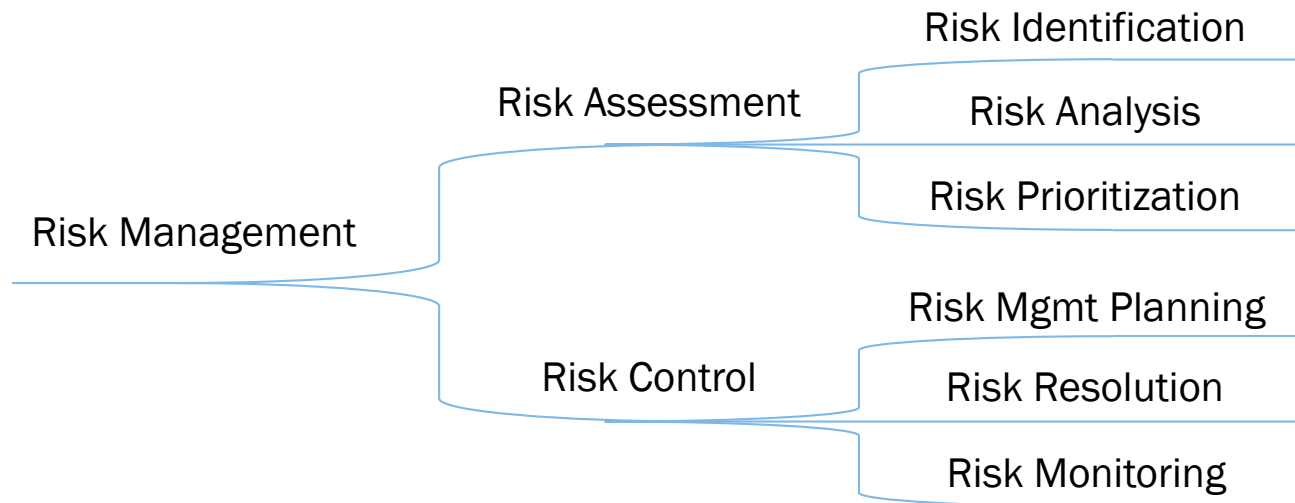 Risk Management
Risk Assessment
Risk Identification
Risk Analysis
Risk Prioritization
Risk Control
Risk Mgmt Planning
Risk Resolution
Risk Monitoring